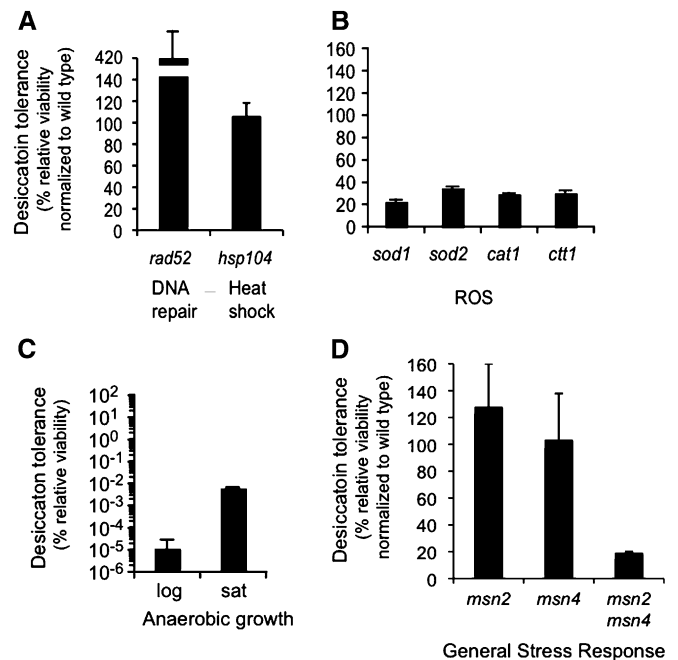 A
Desiccatoin tolerance
(% relative viability
normalized to wild type)
420
140
120
100
80
60
40
20
0
rad52 hsp104
DNA – Heat
repair shock
B
160
140
120
100
80
60
40
20
0
sod1 sod2 cat1 ctt1
ROS
C
Desiccaton tolerance
(% relative viability)
10²
10¹
10⁰
10⁻¹
10⁻²
10⁻³
10⁻⁴
10⁻⁵
10⁻⁶
log sat
Anaerobic growth
D
Desiccatoin tolerance
(% relative viability
normalized to wild type)
160
140
120
100
80
60
40
20
0
msn2 msn4 msn2
msn4
General Stress Response